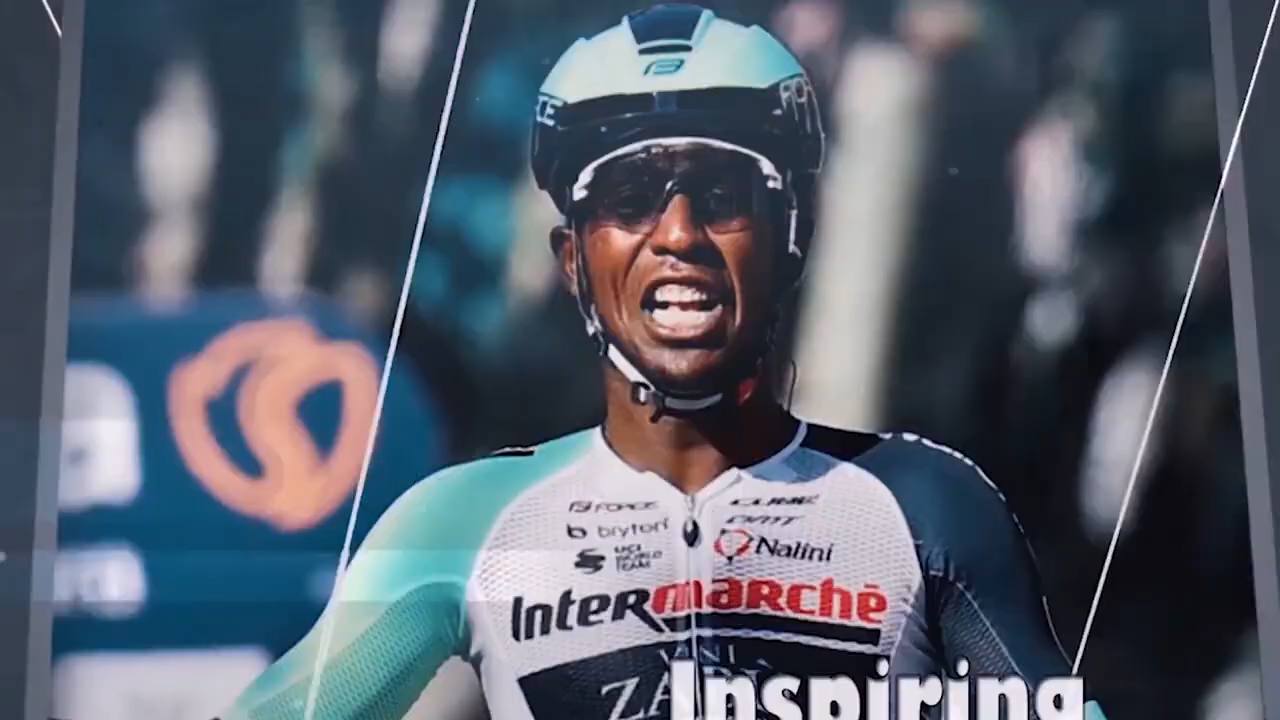 FORCE
CUBE
bryton
DMT
UCI WORLD TEAM
Nalini
Intermarché
Inspiring